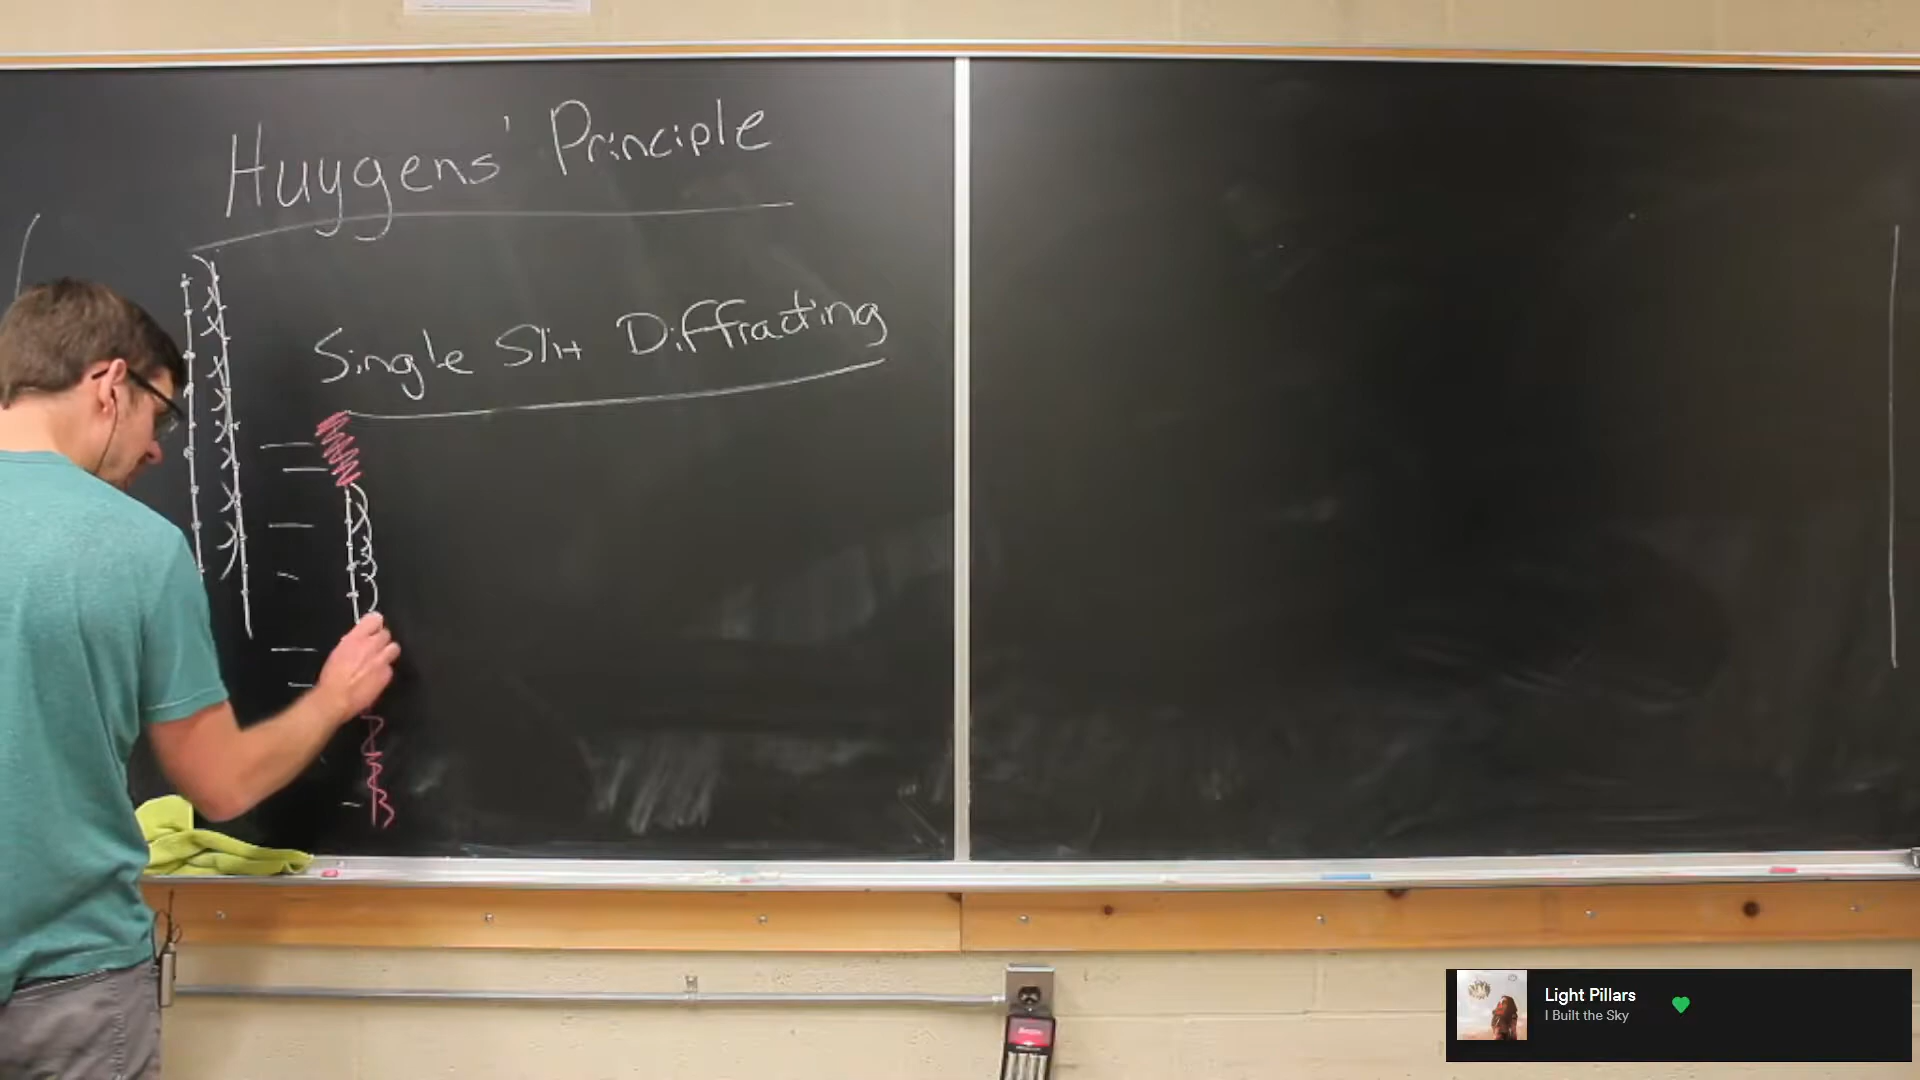 Huygens' Principle
Single Slit Diffracting
Light Pillars
I Built the Sky